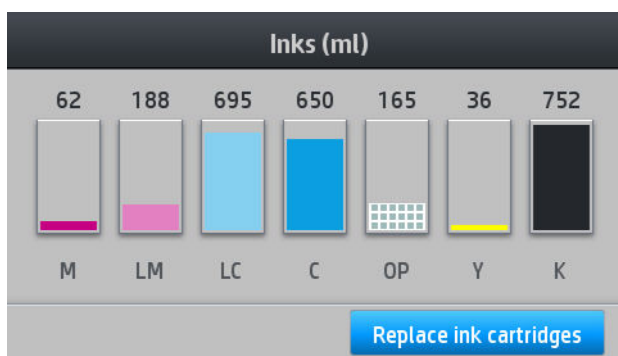 Inks (ml)
62 188 695 650 165 36 752
M LM LC C OP Y K
Replace ink cartridges